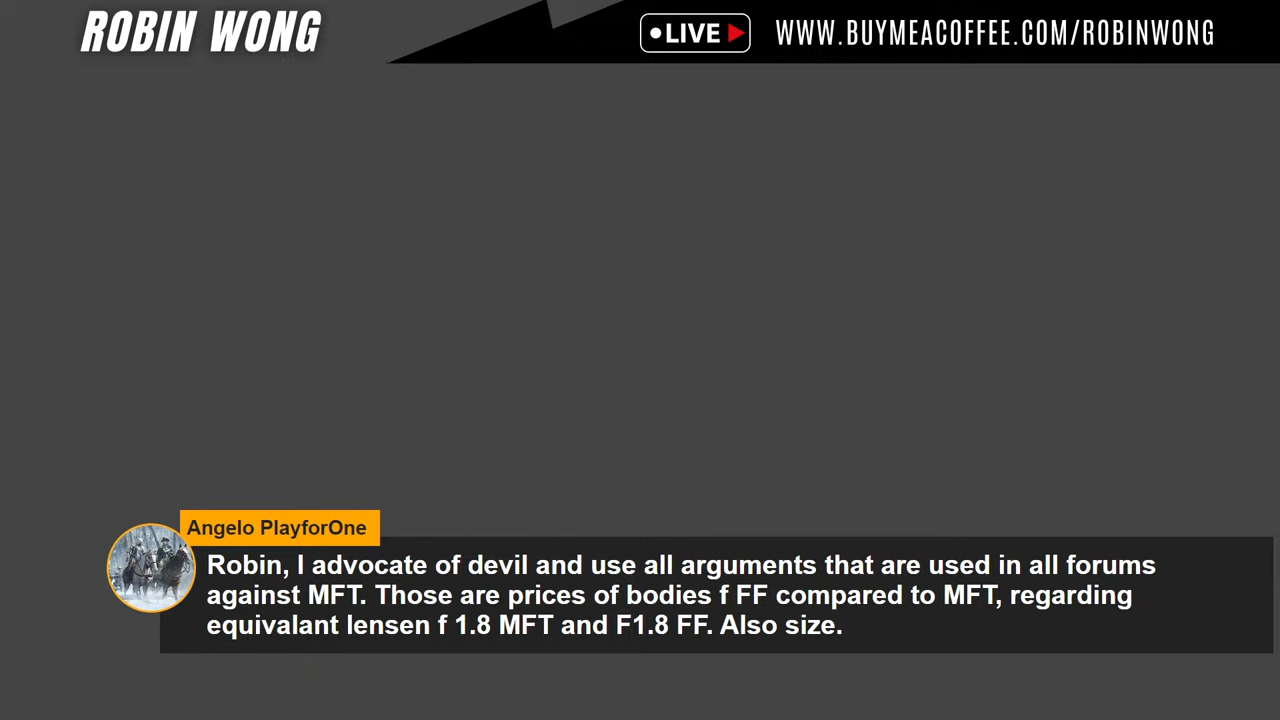 ROBIN WONG
LIVE
WWW.BUYMEACOFFEE.COM/ROBINWONG
Angelo PlayforOne
Robin, I advocate of devil and use all arguments that are used in all forums
against MFT. Those are prices of bodies f FF compared to MFT, regarding
equivalant lensen f 1.8 MFT and F1.8 FF. Also size.